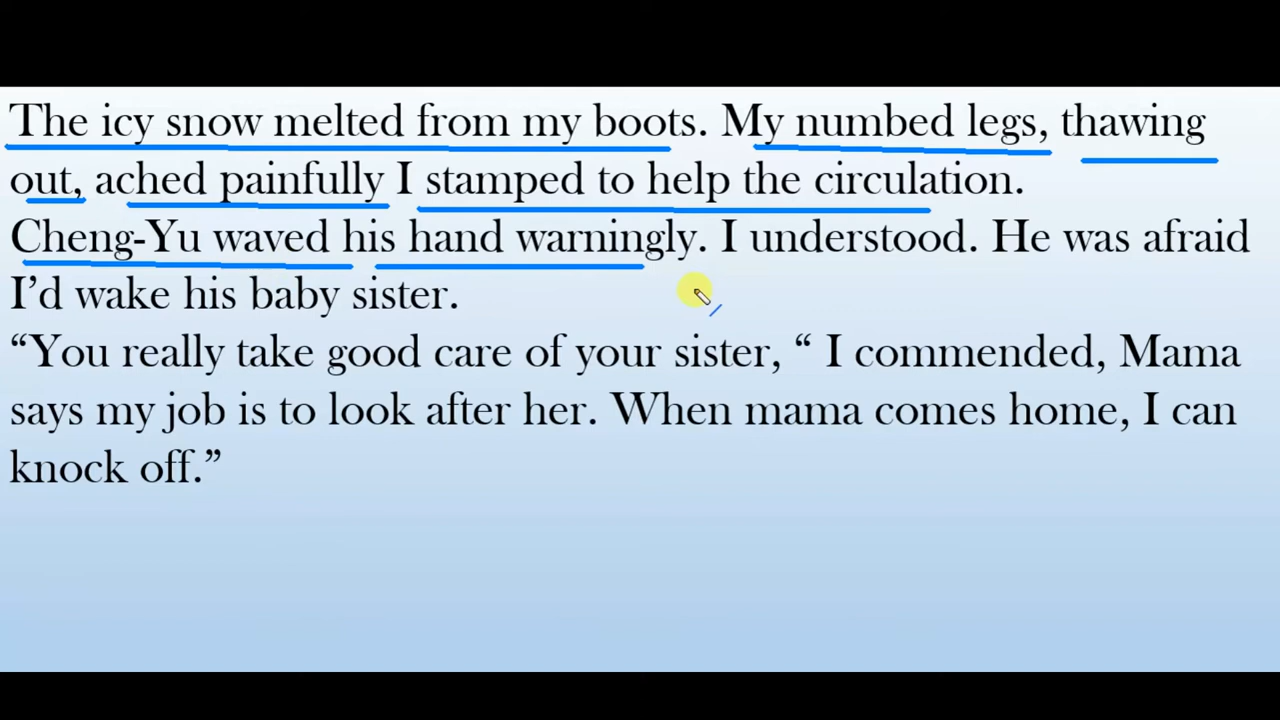 The icy snow melted from my boots. My numbed legs, thawing
out, ached painfully I stamped to help the circulation.
Cheng-Yu waved his hand warningly. I understood. He was afraid
I’d wake his baby sister.
“You really take good care of your sister, “ I commended, Mama
says my job is to look after her. When mama comes home, I can
knock off.”